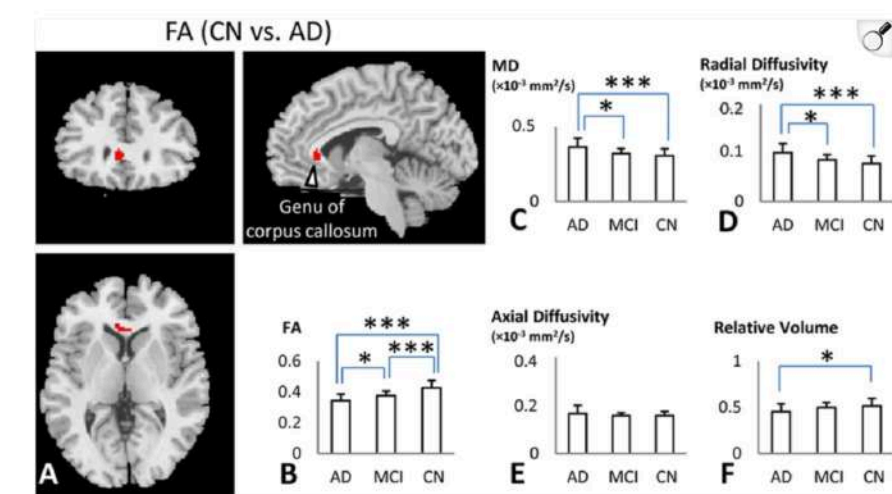 FA (CN vs. AD)
Genu of
corpus callosum
A
FA
***
* ***
0.6
0.4
0.2
0
AD MCI CN
B
MD
(×10⁻³ mm²/s)
***
*
0.5
0
AD MCI CN
C
Radial Diffusivity
(×10⁻³ mm²/s)
***
*
0.2
0.1
0
AD MCI CN
D
Axial Diffusivity
(×10⁻³ mm²/s)
0.4
0.2
0
AD MCI CN
E
Relative Volume
*
1
0.5
0
AD MCI CN
F